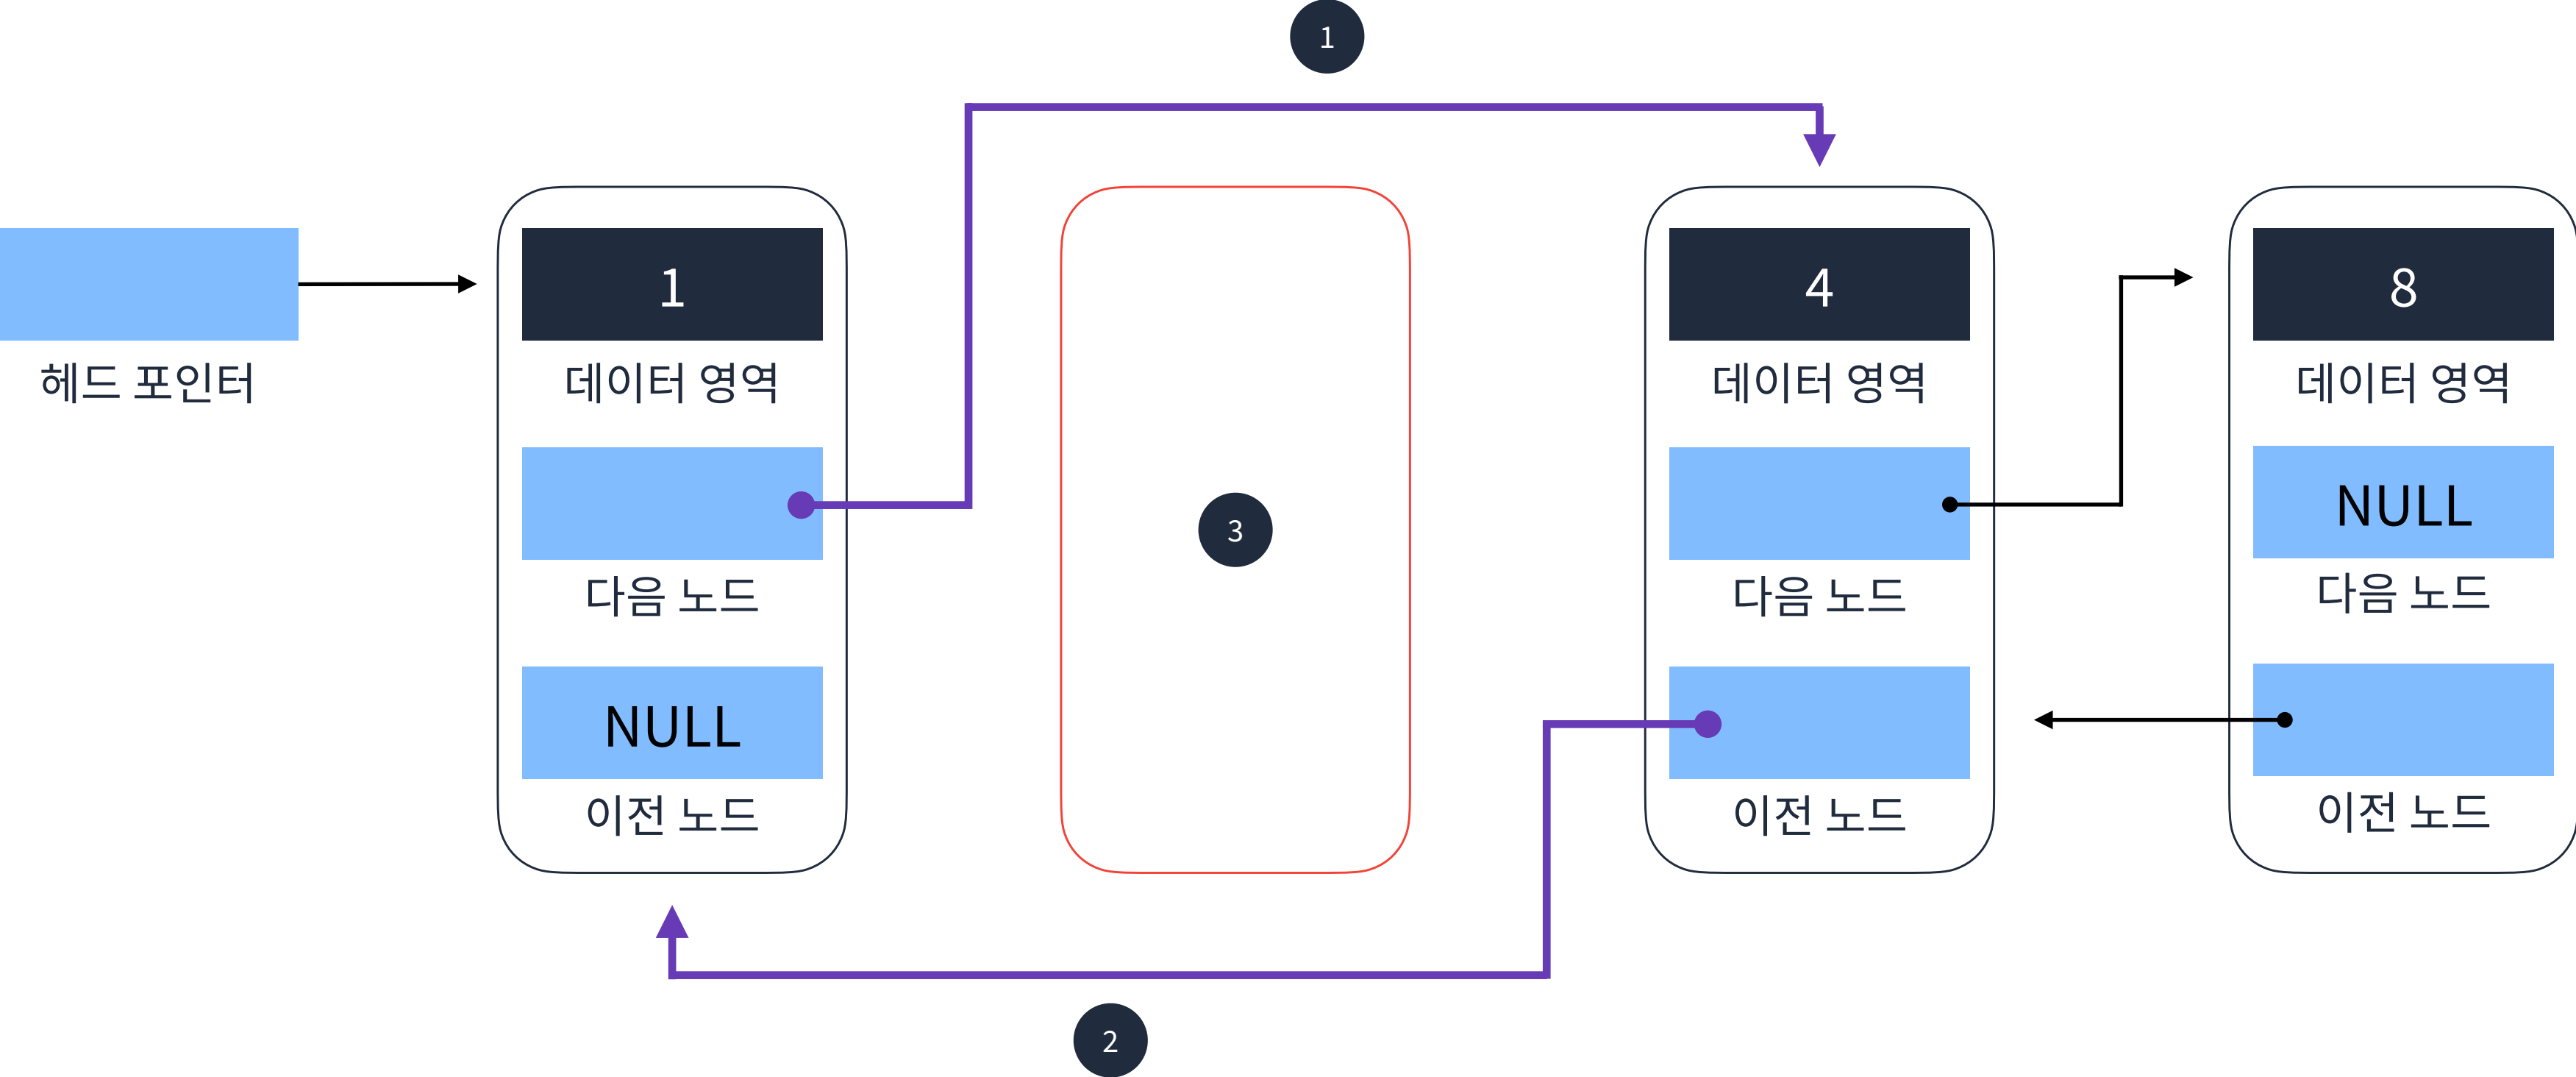 1
헤드 포인터
1
데이터 영역
다음 노드
NULL
이전 노드
3
4
데이터 영역
다음 노드
이전 노드
8
데이터 영역
NULL
다음 노드
이전 노드
2